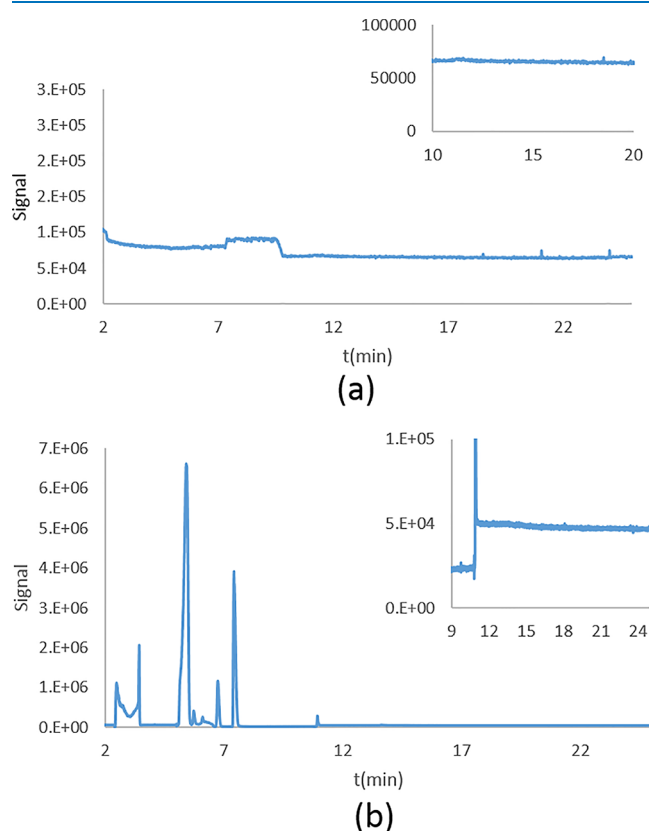 100000
50000
0
10 15 20
3.E+05
3.E+05
2.E+05
2.E+05
1.E+05
5.E+04
0.E+00
Signal
2 7 12 17 22
t(min)
(a)
7.E+06
6.E+06
5.E+06
4.E+06
3.E+06
2.E+06
1.E+06
0.E+00
Signal
2 7 12 17 22
t(min)
1.E+05
5.E+04
0.E+00
9 12 15 18 21 24
(b)